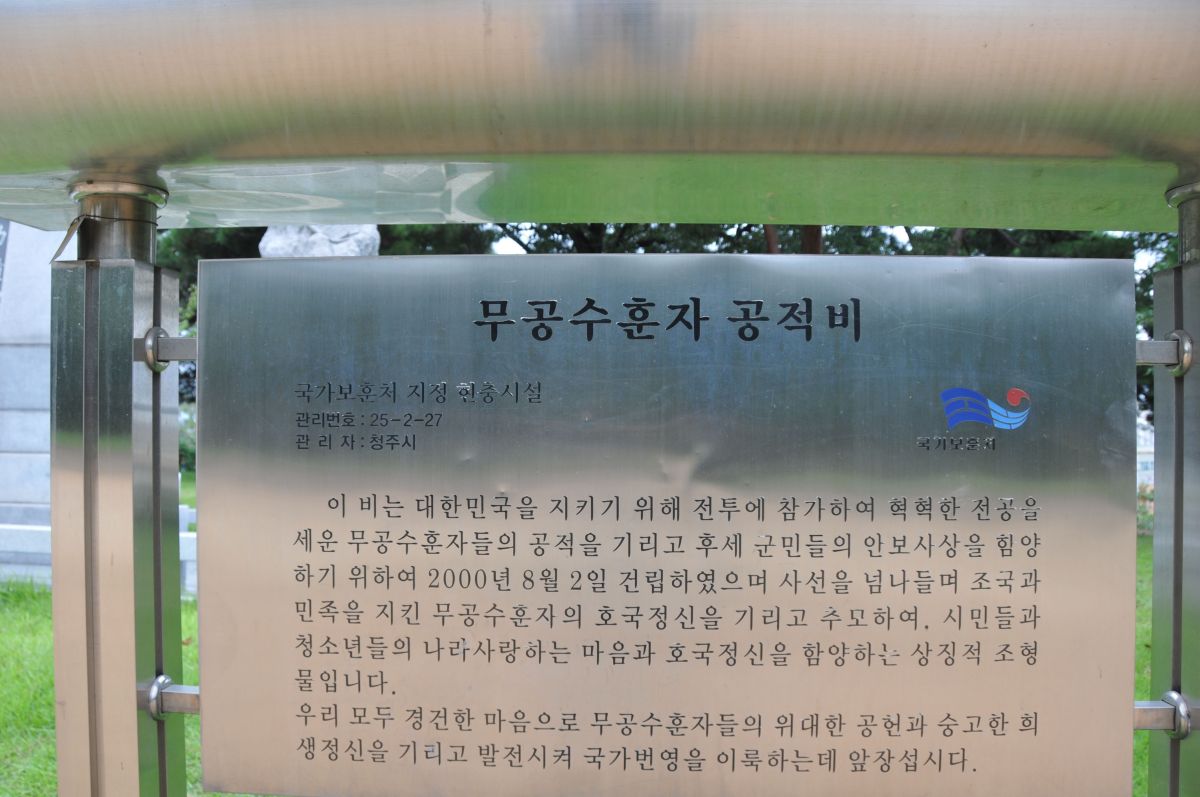 무공수훈자 공적비
국가보훈처 지정 현충시설
관리번호 : 25-2-27
관 리 자 : 청주시
국가보훈처
이 비는 대한민국을 지키기 위해 전투에 참가하여 혁혁한 전공을
세운 무공수훈자들의 공적을 기리고 후세 군민들의 안보사상을 함양
하기 위하여 2000년 8월 2일 건립하였으며 사선을 넘나들며 조국과
민족을 지킨 무공수훈자의 호국정신을 기리고 추모하여, 시민들과
청소년들의 나라사랑하는 마음과 호국정신을 함양하는 상징적 조형
물입니다.
우리 모두 경건한 마음으로 무공수훈자들의 위대한 공헌과 숭고한 희
생정신을 기리고 발전시켜 국가번영을 이룩하는데 앞장섭시다.